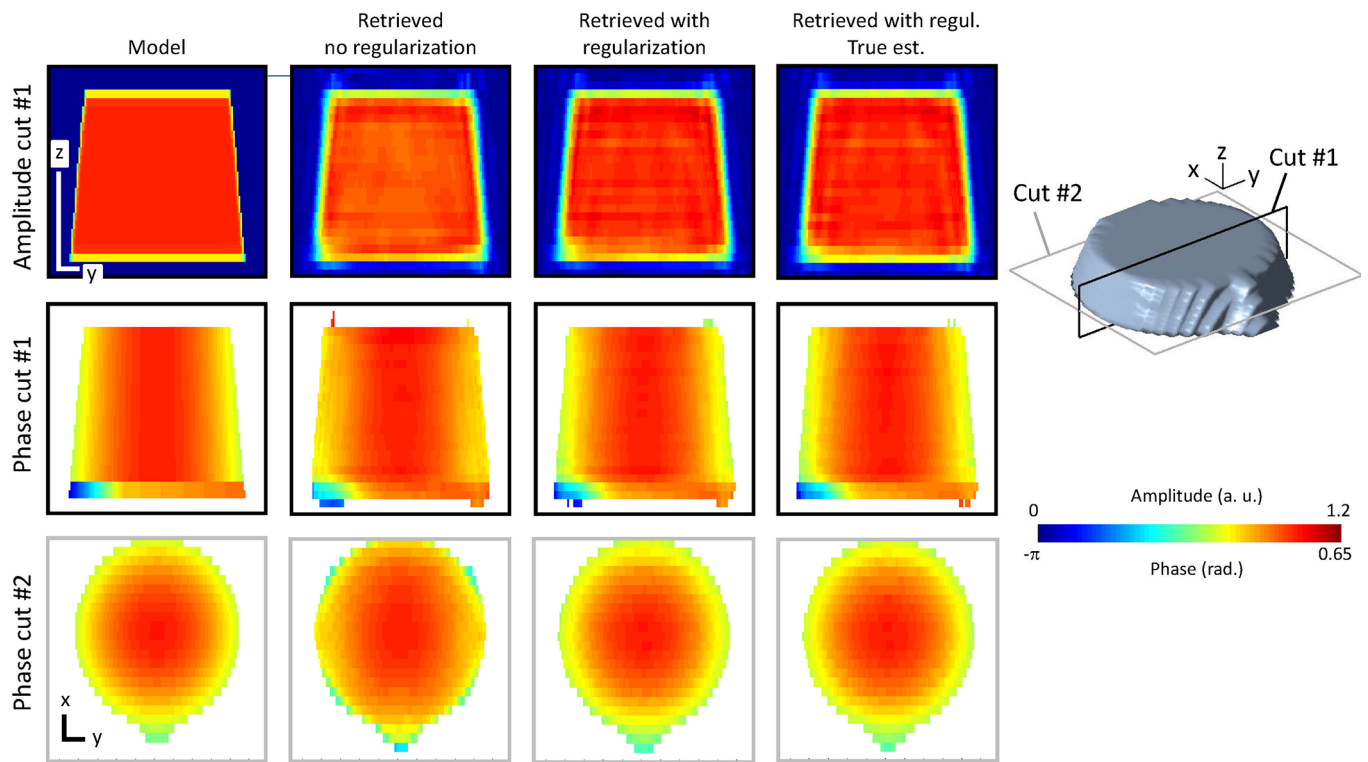 Model
Retrieved
no regularization
Retrieved with
regularization
Retrieved with regul.
True est.
Amplitude cut #1
z
y
Phase cut #1
Phase cut #2
x
y
Cut #2
x
z
y
Cut #1
Amplitude (a. u.)
0
1.2
-π
0.65
Phase (rad.)